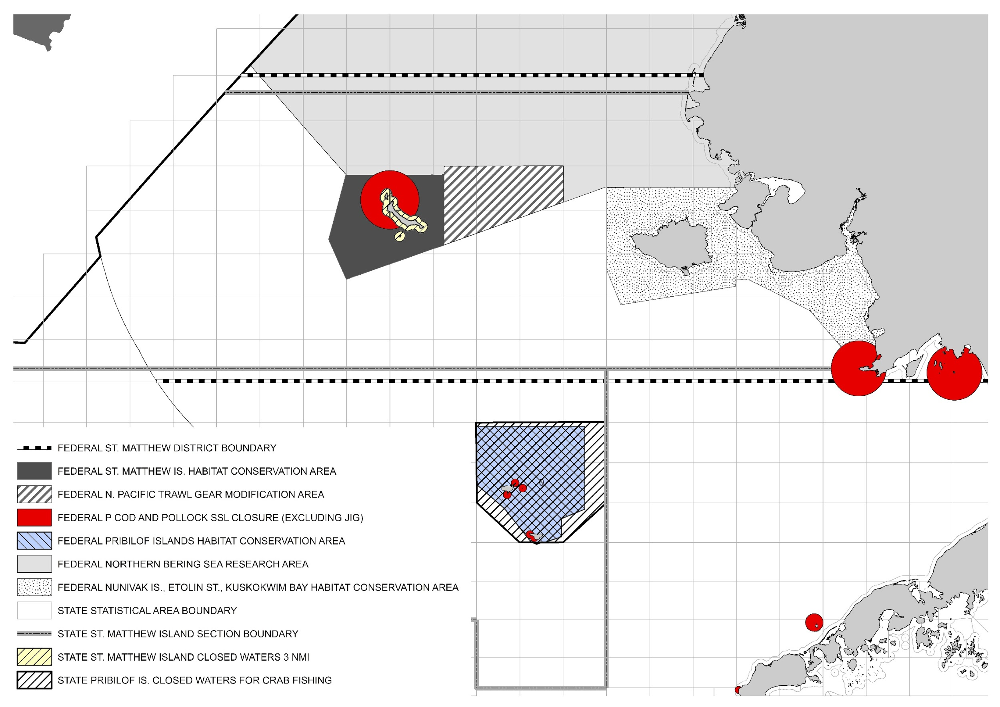 FEDERAL ST. MATTHEW DISTRICT BOUNDARY
FEDERAL ST. MATTHEW IS. HABITAT CONSERVATION AREA
FEDERAL N. PACIFIC TRAWL GEAR MODIFICATION AREA
FEDERAL P COD AND POLLOCK SSL CLOSURE (EXCLUDING JIG)
FEDERAL PRIBILOF ISLANDS HABITAT CONSERVATION AREA
FEDERAL NORTHERN BERING SEA RESEARCH AREA
FEDERAL NUNIVAK IS., ETOLIN ST., KUSKOKWIM BAY HABITAT CONSERVATION AREA
STATE STATISTICAL AREA BOUNDARY
STATE ST. MATTHEW ISLAND SECTION BOUNDARY
STATE ST. MATTHEW ISLAND CLOSED WATERS 3 NMI
STATE PRIBILOF IS. CLOSED WATERS FOR CRAB FISHING